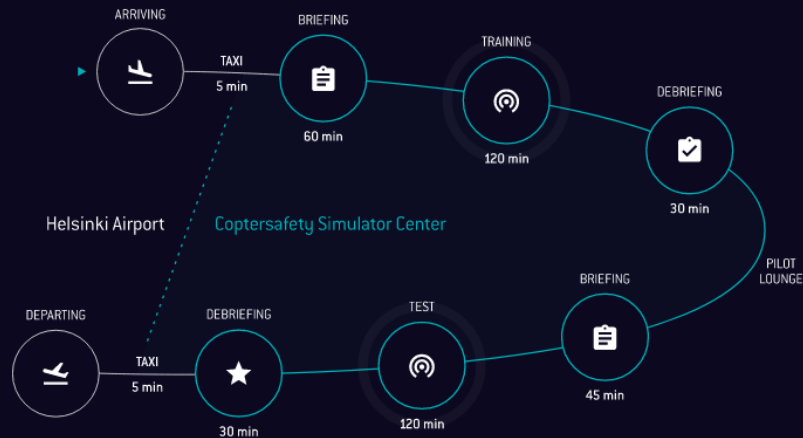 ARRIVING
TAXI
5 min
BRIEFING
60 min
TRAINING
120 min
DEBRIEFING
30 min
Helsinki Airport
Coptersafety Simulator Center
PILOT
LOUNGE
BRIEFING
45 min
TEST
120 min
DEBRIEFING
30 min
TAXI
5 min
DEPARTING